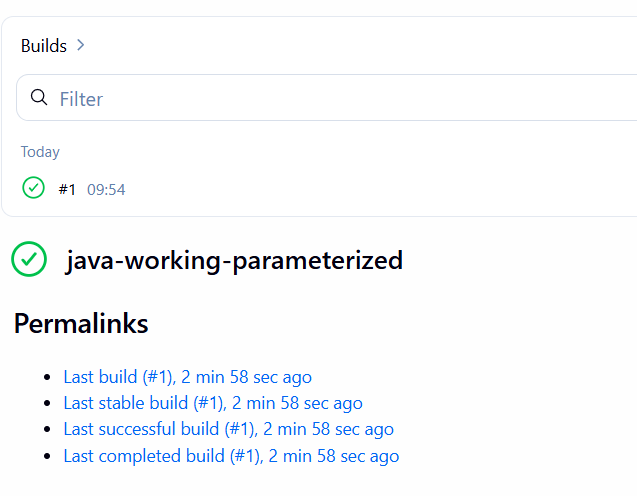 Builds
Filter
Today
#1 09:54
java-working-parameterized
Permalinks
Last build (#1), 2 min 58 sec ago
Last stable build (#1), 2 min 58 sec ago
Last successful build (#1), 2 min 58 sec ago
Last completed build (#1), 2 min 58 sec ago